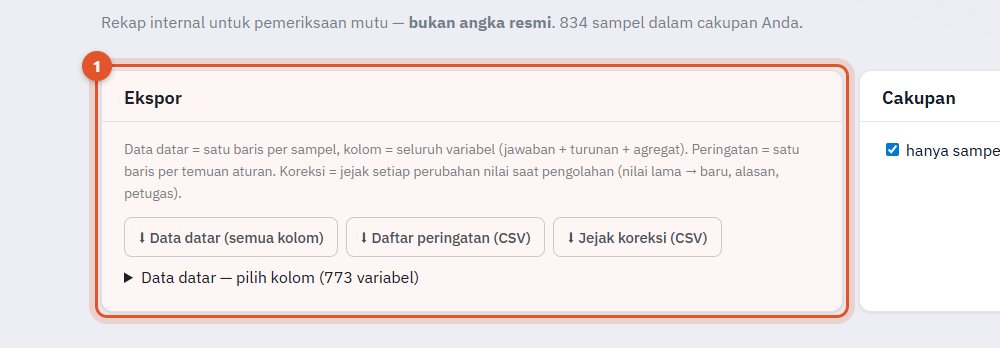 Rekap internal untuk pemeriksaan mutu — bukan angka resmi. 834 sampel dalam cakupan Anda.
1
Ekspor
Data datar = satu baris per sampel, kolom = seluruh variabel (jawaban + turunan + agregat). Peringatan = satu
baris per temuan aturan. Koreksi = jejak setiap perubahan nilai saat pengolahan (nilai lama → baru, alasan,
petugas).
⭳ Data datar (semua kolom)
⭳ Daftar peringatan (CSV)
⭳ Jejak koreksi (CSV)
▶ Data datar — pilih kolom (773 variabel)
Cakupan
hanya sampe